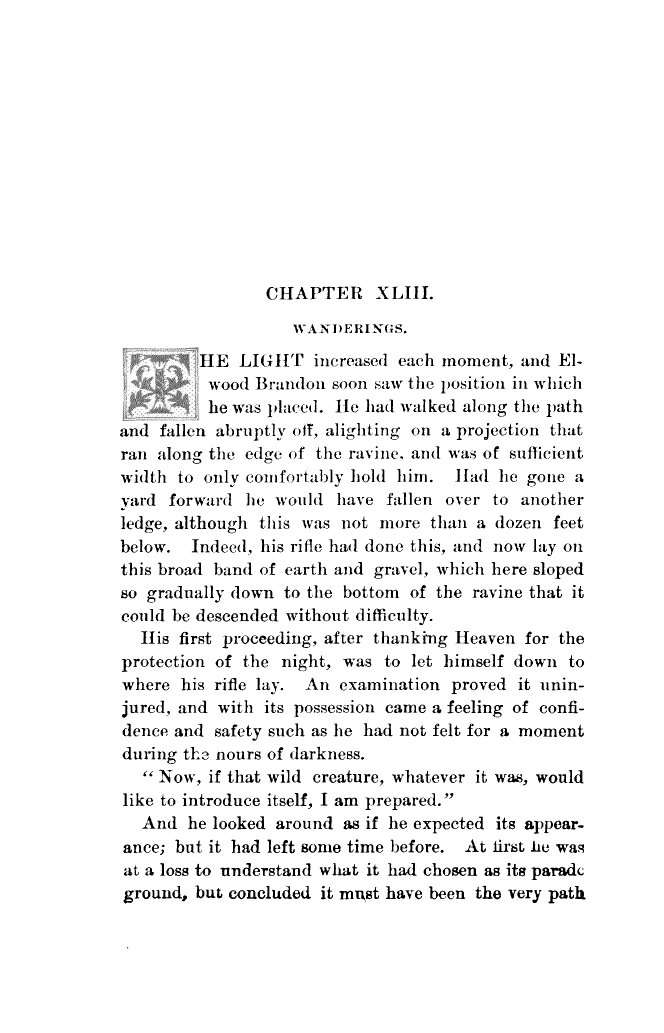 CHAPTER XLIII.
WANDERINGS.
THE LIGHT increased each moment, and El-
wood Brandon soon saw the position in which
he was placed. He had walked along the path
and fallen abruptly off, alighting on a projection that
ran along the edge of the ravine, and was of sufficient
width to only comfortably hold him. Had he gone a
yard forward he would have fallen over to another
ledge, although this was not more than a dozen feet
below. Indeed, his rifle had done this, and now lay on
this broad band of earth and gravel, which here sloped
so gradually down to the bottom of the ravine that it
could be descended without difficulty.
His first proceeding, after thanking Heaven for the
protection of the night, was to let himself down to
where his rifle lay. An examination proved it unin-
jured, and with its possession came a feeling of confi-
dence and safety such as he had not felt for a moment
during the nours of darkness.
“ Now, if that wild creature, whatever it was, would
like to introduce itself, I am prepared.”
And he looked around as if he expected its appear-
ance; but it had left some time before. At first he was
at a loss to understand what it had chosen as its parade
ground, but concluded it must have been the very path